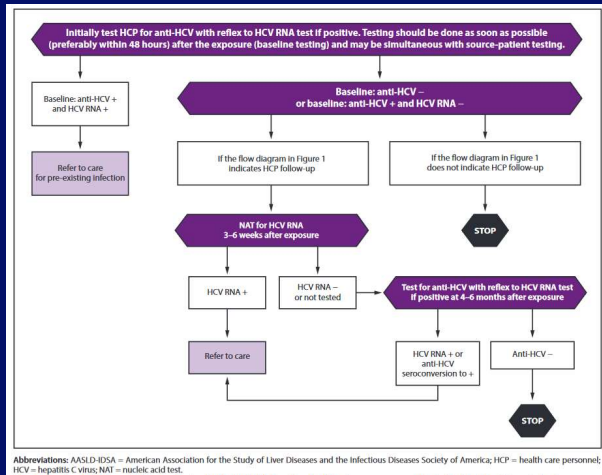 Initially test HCP for anti-HCV with reflex to HCV RNA test if positive. Testing should be done as soon as possible
(preferably within 48 hours) after the exposure (baseline testing) and may be simultaneous with source-patient testing.
Baseline: anti-HCV +
and HCV RNA +
Baseline: anti-HCV −
or baseline: anti-HCV + and HCV RNA −
Refer to care
for pre-existing infection
If the flow diagram in Figure 1
indicates HCP follow-up
If the flow diagram in Figure 1
does not indicate HCP follow-up
NAT for HCV RNA
3–6 weeks after exposure
STOP
HCV RNA +
HCV RNA −
or not tested
Test for anti-HCV with reflex to HCV RNA test
if positive at 4–6 months after exposure
Refer to care
HCV RNA + or
anti-HCV
seroconversion to +
Anti-HCV −
STOP
Abbreviations: AASLD-IDSA = American Association for the Study of Liver Diseases and the Infectious Diseases Society of America; HCP = health care personnel;
HCV = hepatitis C virus; NAT = nucleic acid test.